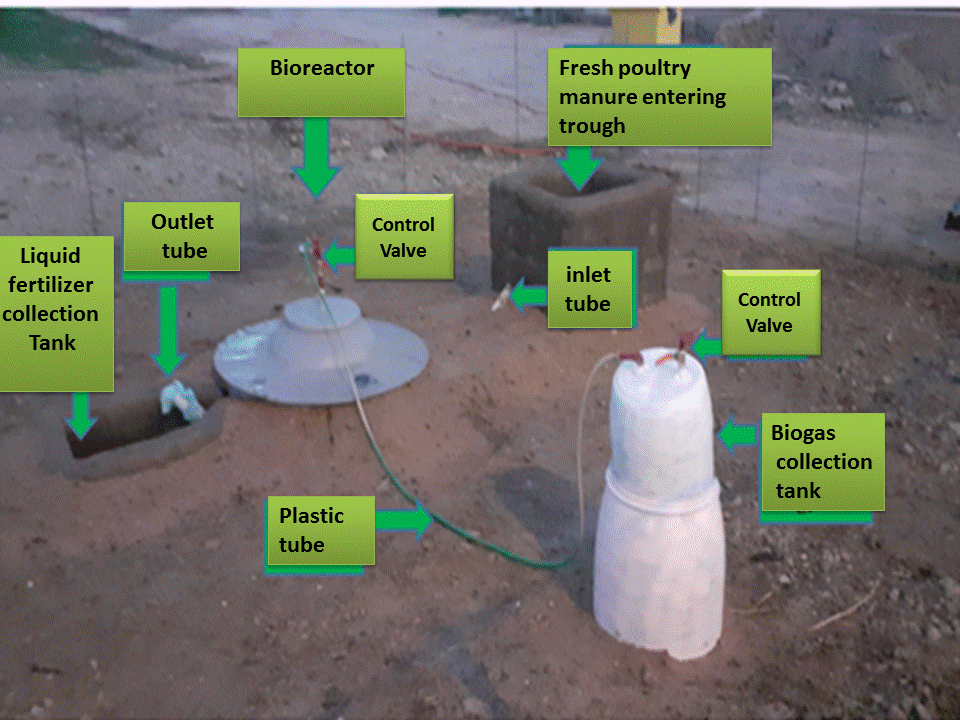 Bioreactor
Fresh poultry
manure entering
trough
Outlet
tube
Control
Valve
Liquid
fertilizer
collection
Tank
inlet
tube
Control
Valve
Biogas
collection
tank
Plastic
tube